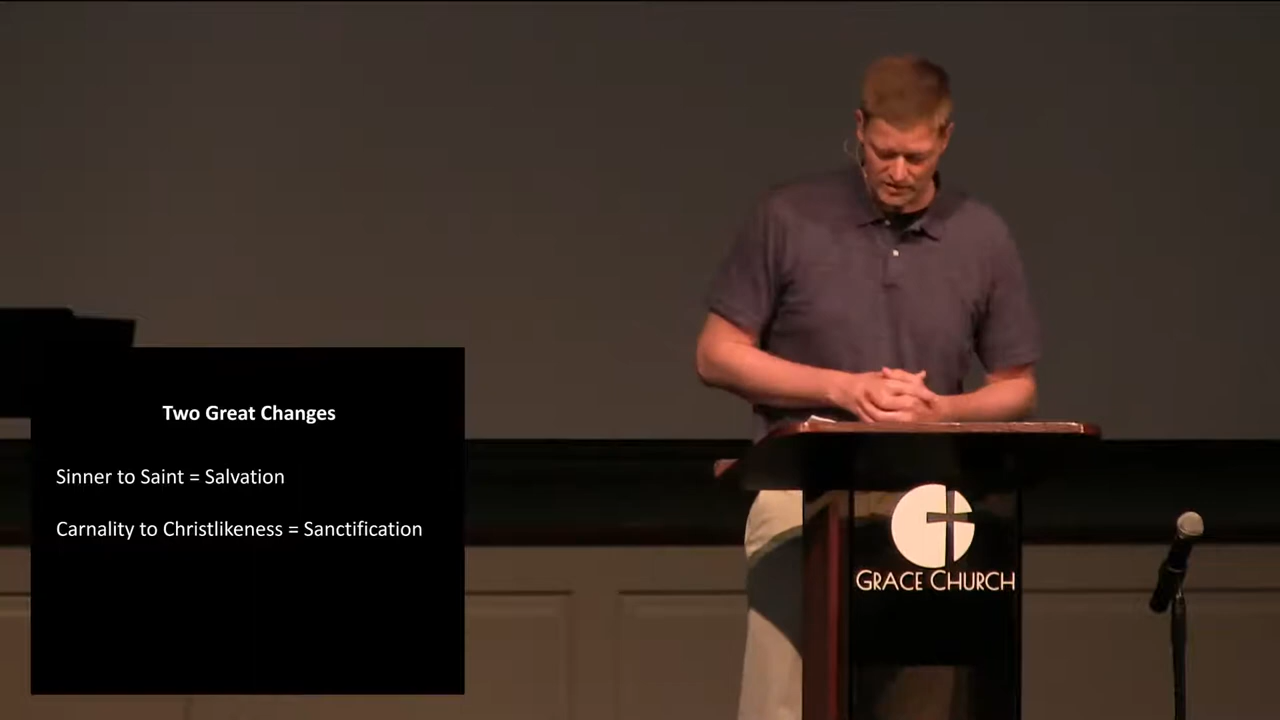 Two Great Changes
Sinner to Saint = Salvation
Carnality to Christlikeness = Sanctification
GRACE CHURCH